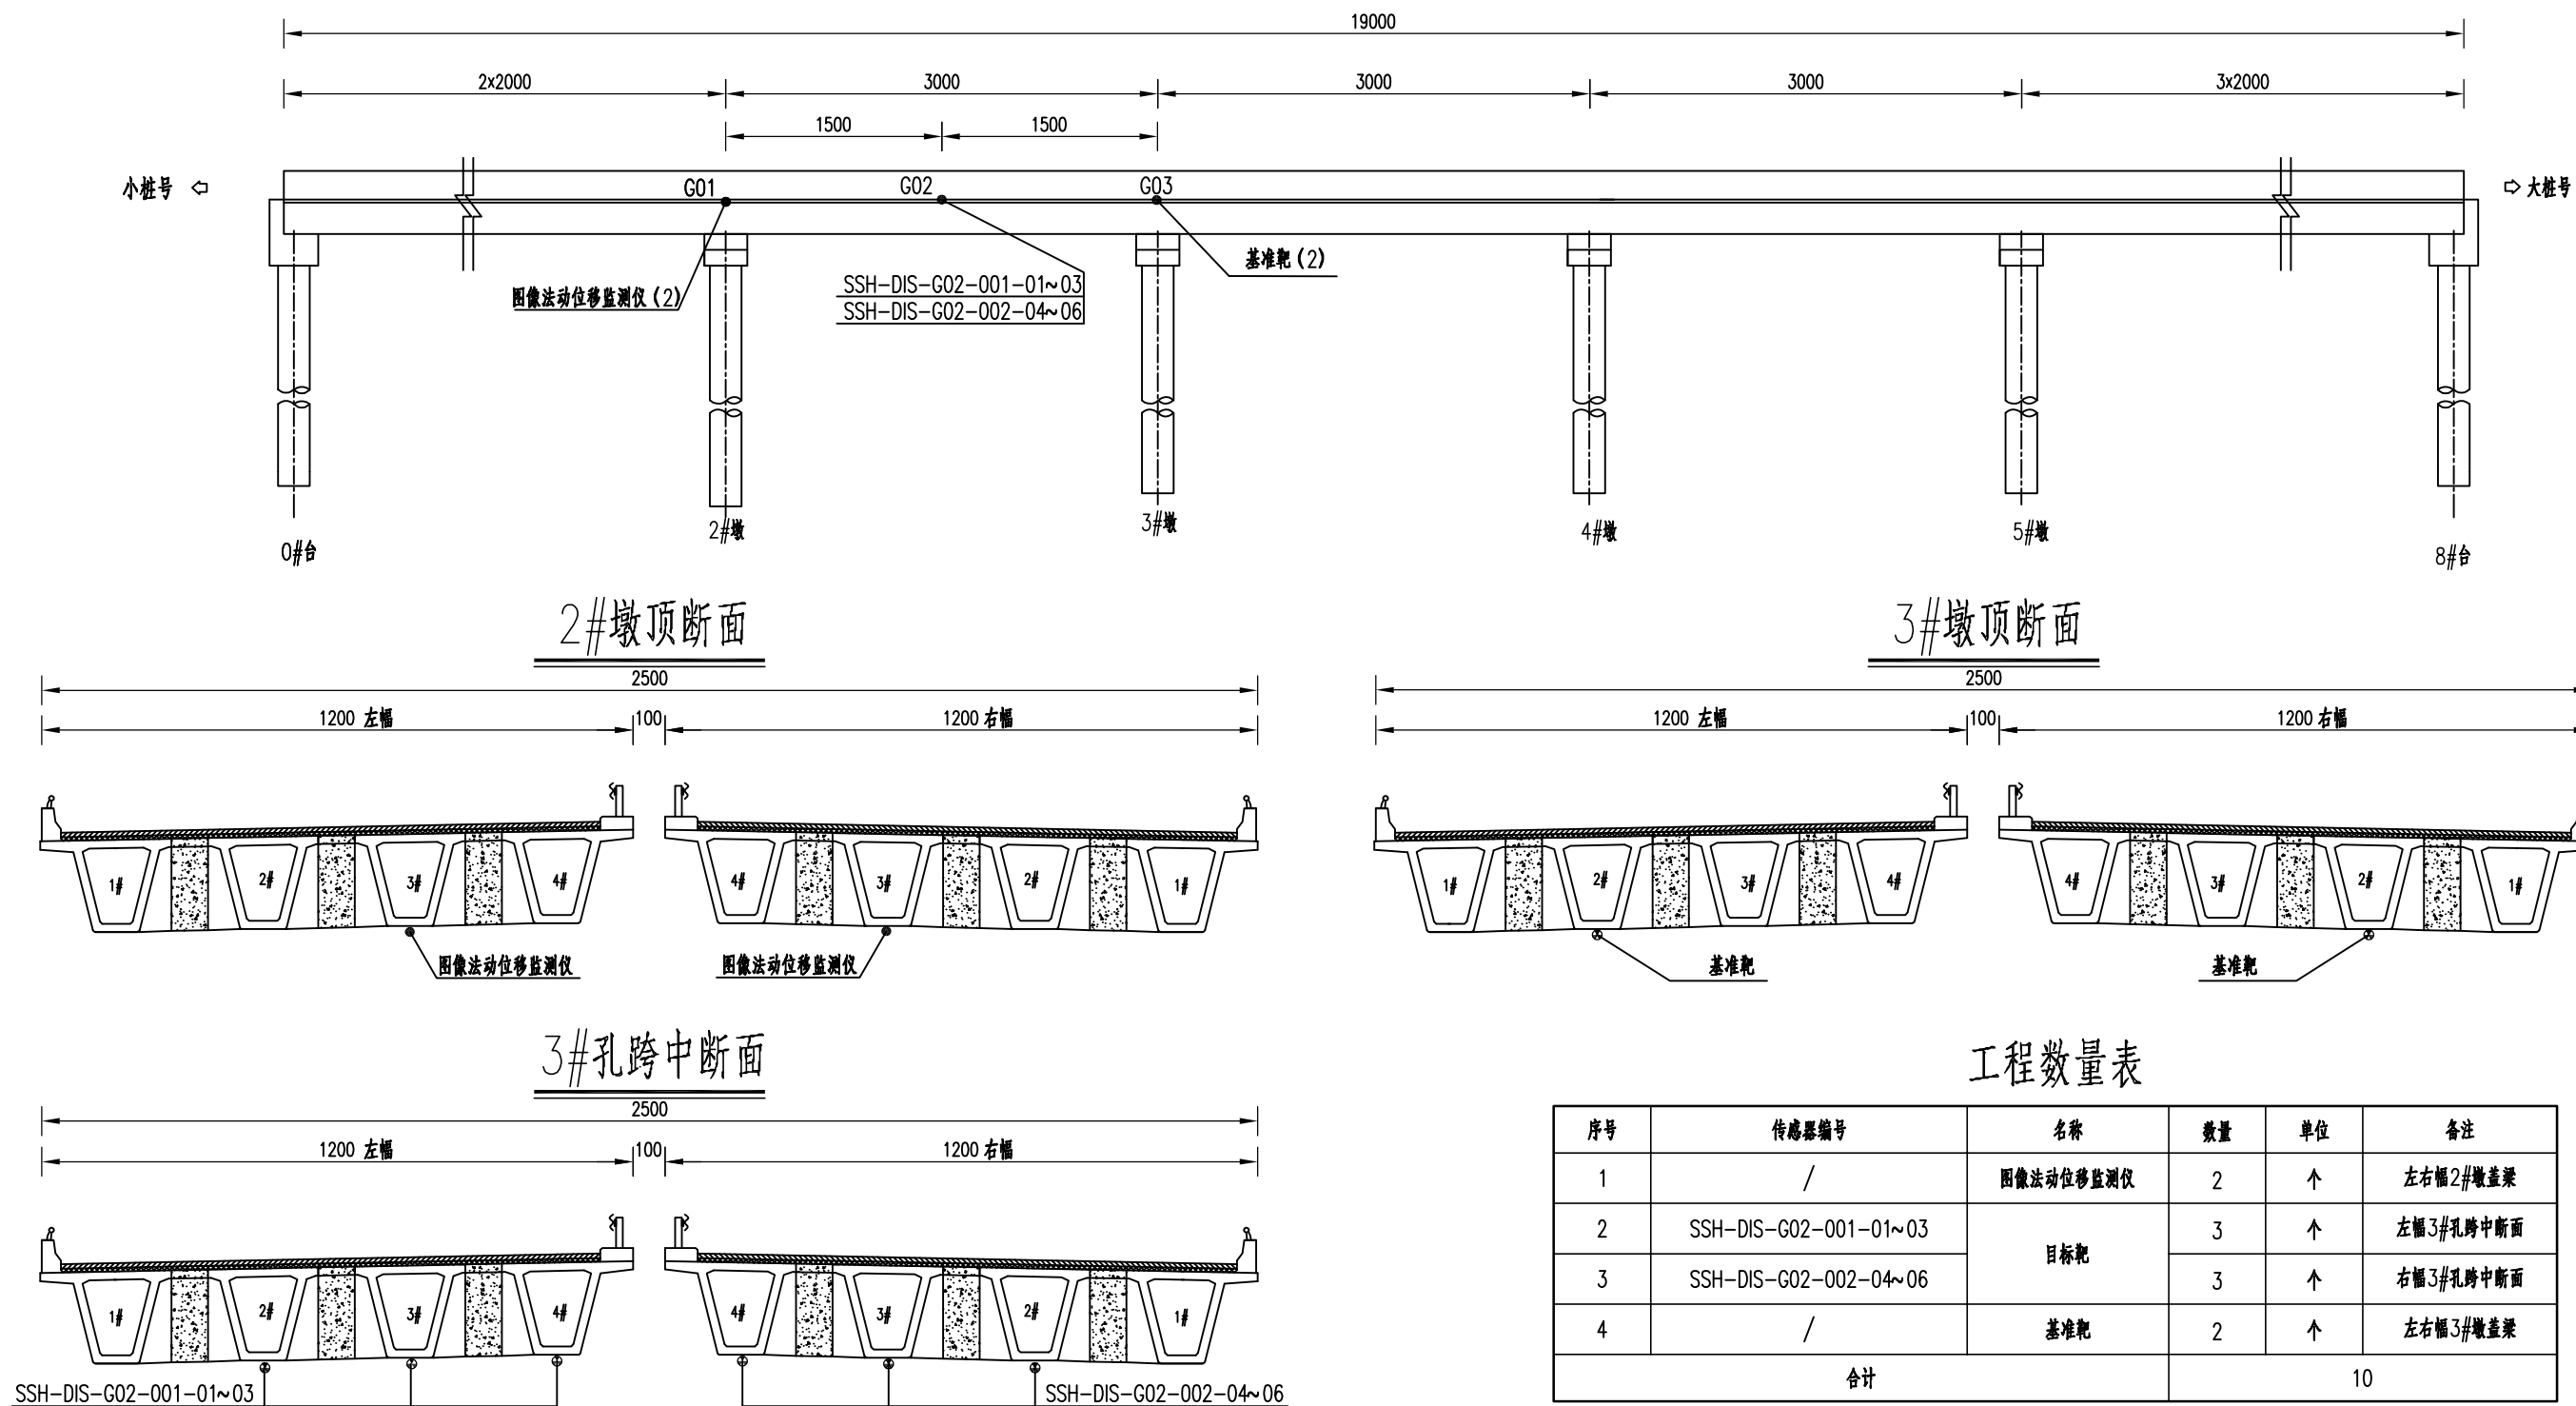 19000
2x2000 3000 3000 3000 3x2000
1500 1500
小桩号 G01 G02 G03 大桩号
基准靶(2)
图像法动位移监测仪(2)
SSH-DIS-G02-001-01~03
SSH-DIS-G02-002-04~06
0#台 2#墩 3#墩 4#墩 5#墩 8#台
2#墩顶断面
2500
1200 左幅 100 1200 右幅
1# 2# 3# 4# 4# 3# 2# 1#
图像法动位移监测仪 图像法动位移监测仪
3#墩顶断面
2500
1200 左幅 100 1200 右幅
1# 2# 3# 4# 4# 3# 2# 1#
基准靶 基准靶
3#孔跨中断面
2500
1200 左幅 100 1200 右幅
1# 2# 3# 4# 4# 3# 2# 1#
SSH-DIS-G02-001-01~03 SSH-DIS-G02-002-04~06
工程数量表
序号 传感器编号 名称 数量 单位 备注
1 / 图像法动位移监测仪 2 个 左右幅2#墩盖梁
2 SSH-DIS-G02-001-01~03 目标靶 3 个 左幅3#孔跨中断面
3 SSH-DIS-G02-002-04~06 3 个 右幅3#孔跨中断面
4 / 基准靶 2 个 左右幅3#墩盖梁
合计 10